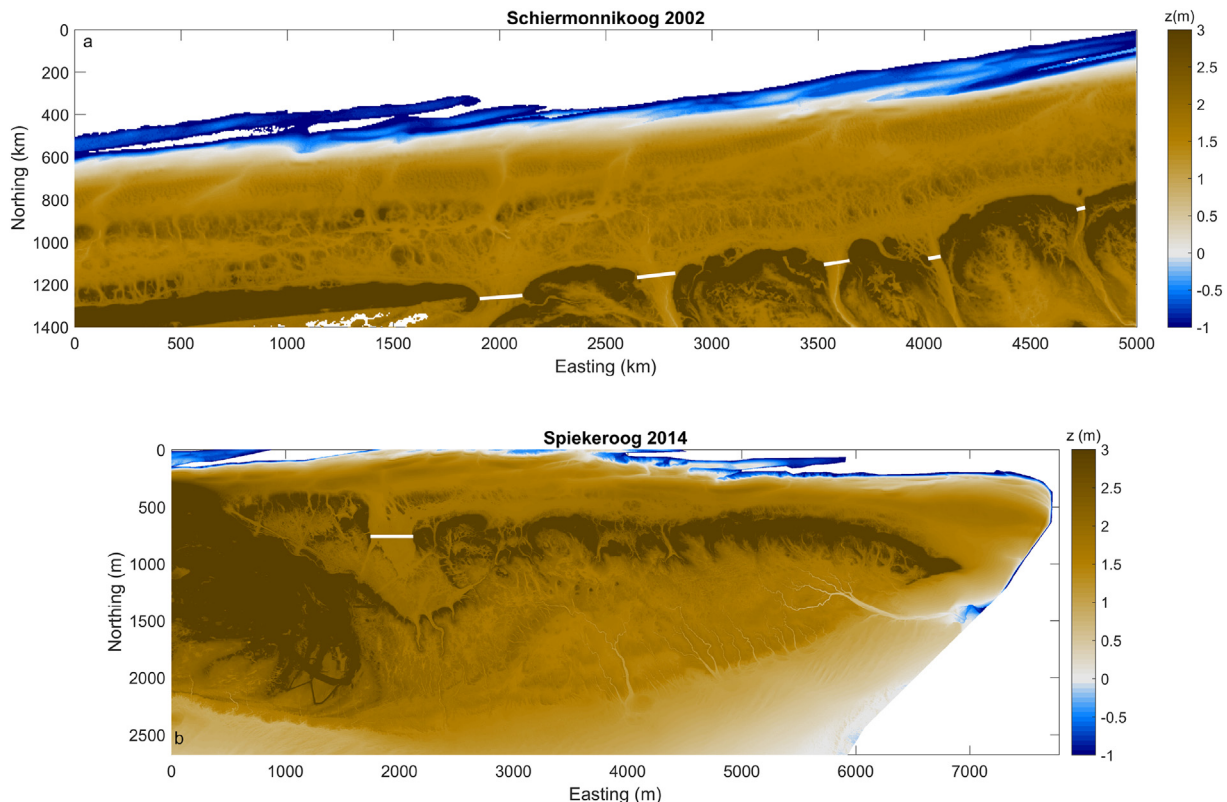 Schiermonnikoog 2002
z(m)
a
0
200
400
600
800
1000
1200
1400
Norhing (km)
0 500 1000 1500 2000 2500 3000 3500 4000 4500 5000
Easting (km)
3
2.5
2
1.5
1
0.5
0
-0.5
-1
Spiekeroog 2014
z (m)
0
500
1000
1500
2000
2500
Northing (m)
b
0 1000 2000 3000 4000 5000 6000 7000
Easting (m)
3
2.5
2
1.5
1
0.5
0
-0.5
-1